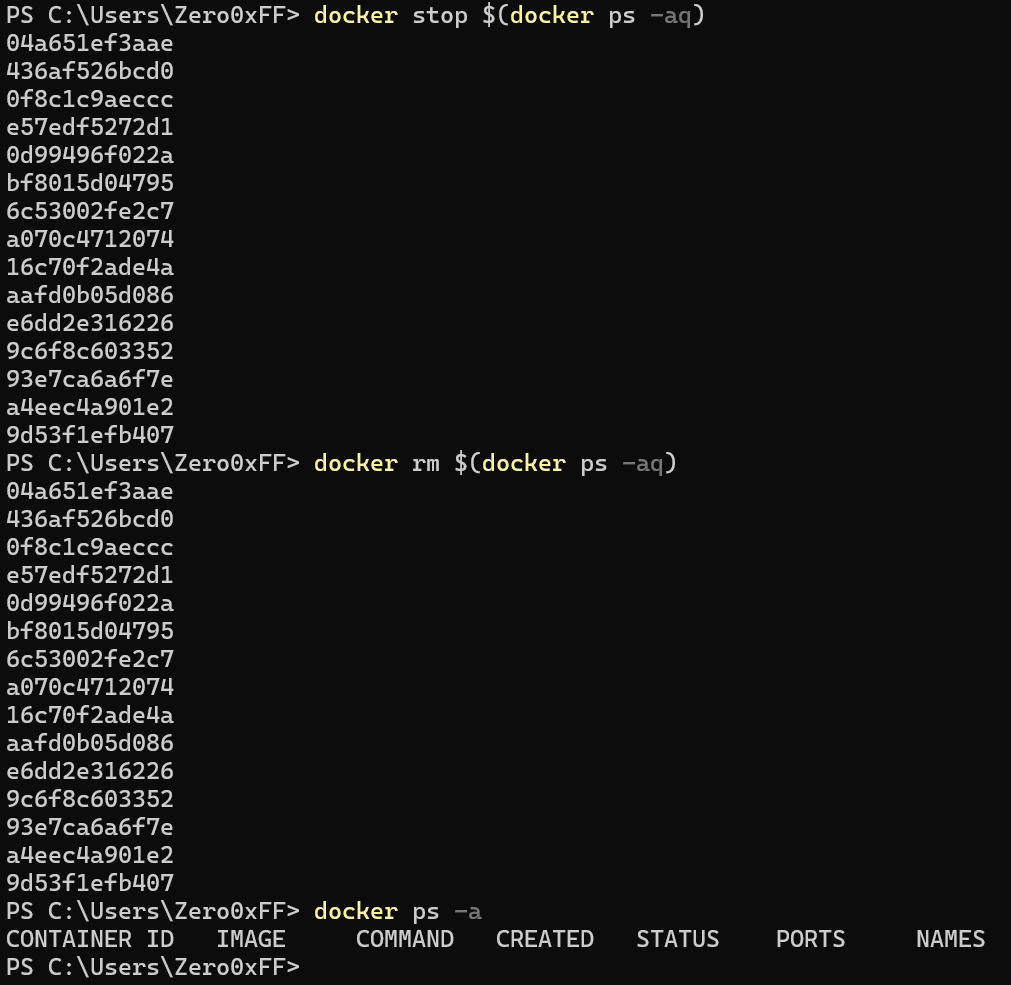 PS C:\Users\Zero0xFF> docker stop $(docker ps -aq)
04a651ef3aae
436af526bcd0
0f8c1c9aeccc
e57edf5272d1
0d99496f022a
bf8015d04795
6c53002fe2c7
a070c4712074
16c70f2ade4a
aafd0b05d086
e6dd2e316226
9c6f8c603352
93e7ca6a6f7e
a4eec4a901e2
9d53f1efb407
PS C:\Users\Zero0xFF> docker rm $(docker ps -aq)
04a651ef3aae
436af526bcd0
0f8c1c9aeccc
e57edf5272d1
0d99496f022a
bf8015d04795
6c53002fe2c7
a070c4712074
16c70f2ade4a
aafd0b05d086
e6dd2e316226
9c6f8c603352
93e7ca6a6f7e
a4eec4a901e2
9d53f1efb407
PS C:\Users\Zero0xFF> docker ps -a
CONTAINER ID   IMAGE     COMMAND   CREATED   STATUS    PORTS     NAMES
PS C:\Users\Zero0xFF>